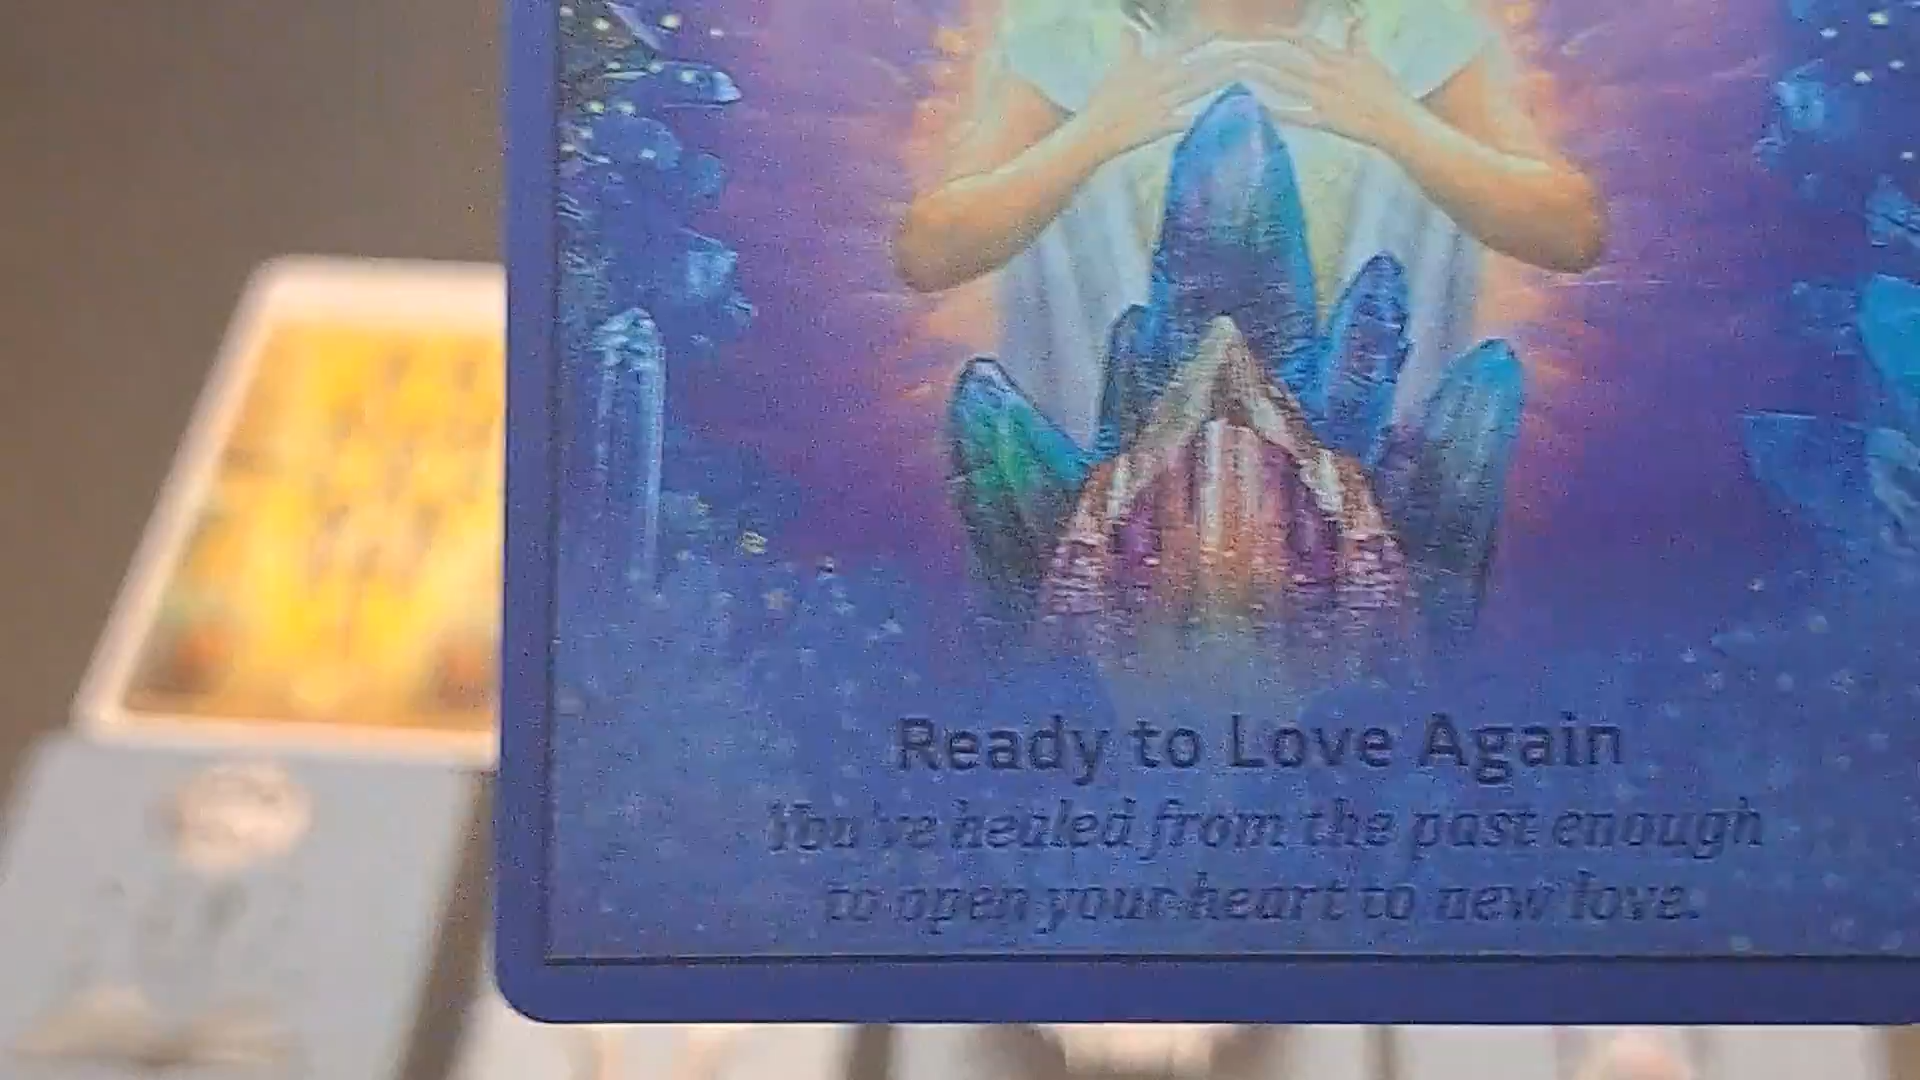 Ready to Love Again
You've healed from the past enough
to open your heart to new love.